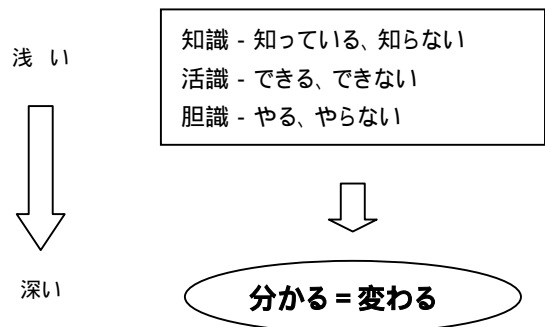 浅 い
知識 - 知っている、知らない
活識 - できる、できない
胆識 - やる、やらない
深い
分かる = 変わる